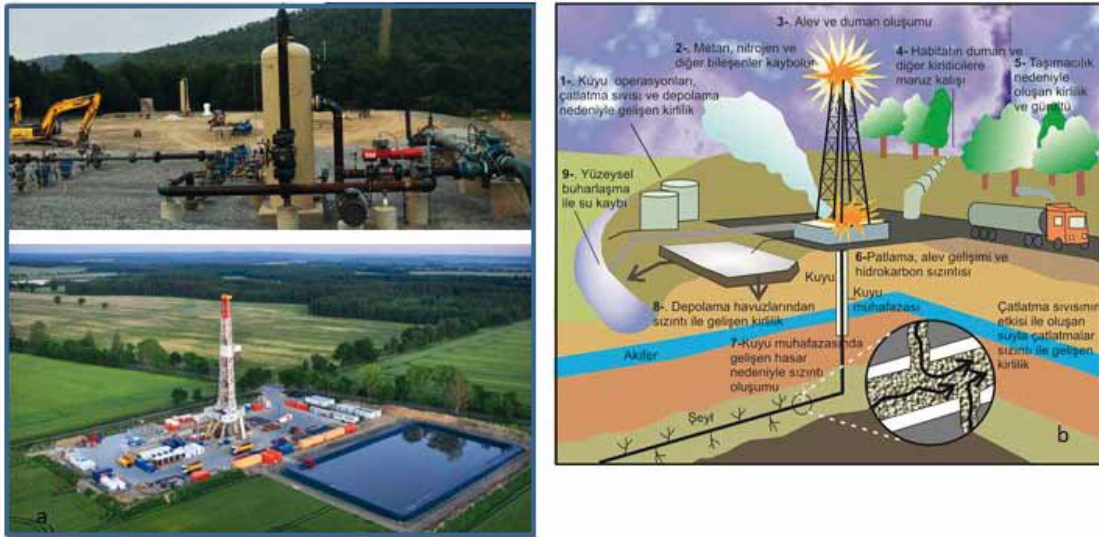 a
3-. Alev ve duman oluşumu
2-. Metan, nitrojen ve
diğer bileşenler kaybolor
4- Habitatın duman ve
diğer kirliticilere
maruz kalışı
5- Taşımacılık
nedeniyle
oluşan kirlilik
ve gürültü
1-. Kuyu operasyonları,
çatlatma sıvısı ve depolama
nedeniyle gelişen kirlilik
9-. Yüzeysel
buharlaşma
ile su kaybı
6-Patlama, alev gelişimi ve
hidrokarbon sızıntısı
Kuyu
Kuyu
muhafazası
8-. Depolama havuzlarından
sızıntı ile gelişen kirlilik
7-Kuyu muhafazasında
gelişen hasar
nedeniyle sızıntı
oluşumu
Çatlatma sıvısının
etkisi ile oluşan
suyla çatlatmalar
sızıntı ile gelişen
kirlilik
Akifer
Şeyl
b